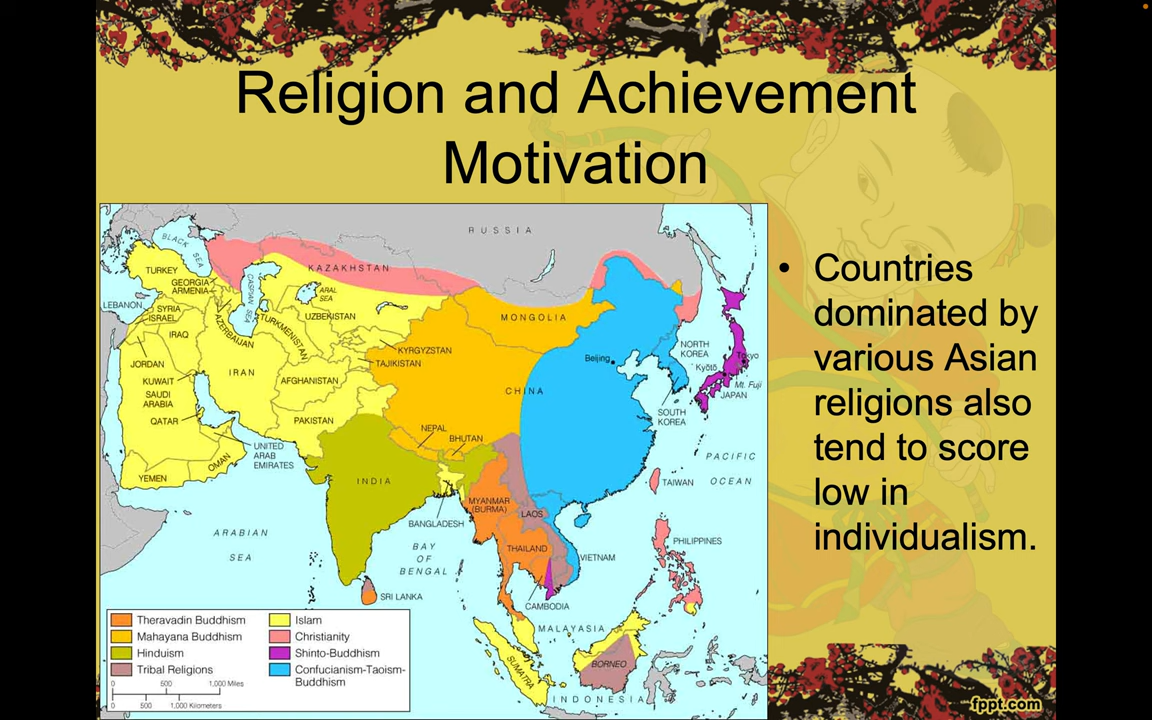 Religion and Achievement
Motivation
• Countries
dominated by
various Asian
religions also
tend to score
low in
individualism.
RUSSIA
BLACK
SEA
KAZAKHSTAN
TURKEY
GEORGIA
ARMENIA
CASPIAN
SEA
ARAL
SEA
LEBANON
SYRIA
ISRAEL
AZERBAIJAN
TURKMENISTAN
UZBEKISTAN
MONGOLIA
IRAQ
KYRGYZSTAN
TAJIKISTAN
Beijing
NORTH
KOREA
Tokyo
Kyōtō
Mt. Fuji
JAPAN
JORDAN
IRAN
KUWAIT
AFGHANISTAN
CHINA
SAUDI
ARABIA
SOUTH
KOREA
QATAR
PAKISTAN
NEPAL
BHUTAN
UNITED
ARAB
EMIRATES
OMAN
PACIFIC
OCEAN
YEMEN
INDIA
TAIWAN
MYANMAR
(BURMA)
LAOS
BANGLADESH
ARABIAN
SEA
BAY
OF
BENGAL
THAILAND
VIETNAM
PHILIPPINES
SRI LANKA
CAMBODIA
MALAYASIA
SUMATRA
BORNEO
INDONESIA
Theravadin Buddhism
Mahayana Buddhism
Hinduism
Tribal Religions
Islam
Christianity
Shinto-Buddhism
Confucianism-Taoism-
Buddhism
0 500 1,000 Miles
0 500 1,000 Kilometers
fppt.com